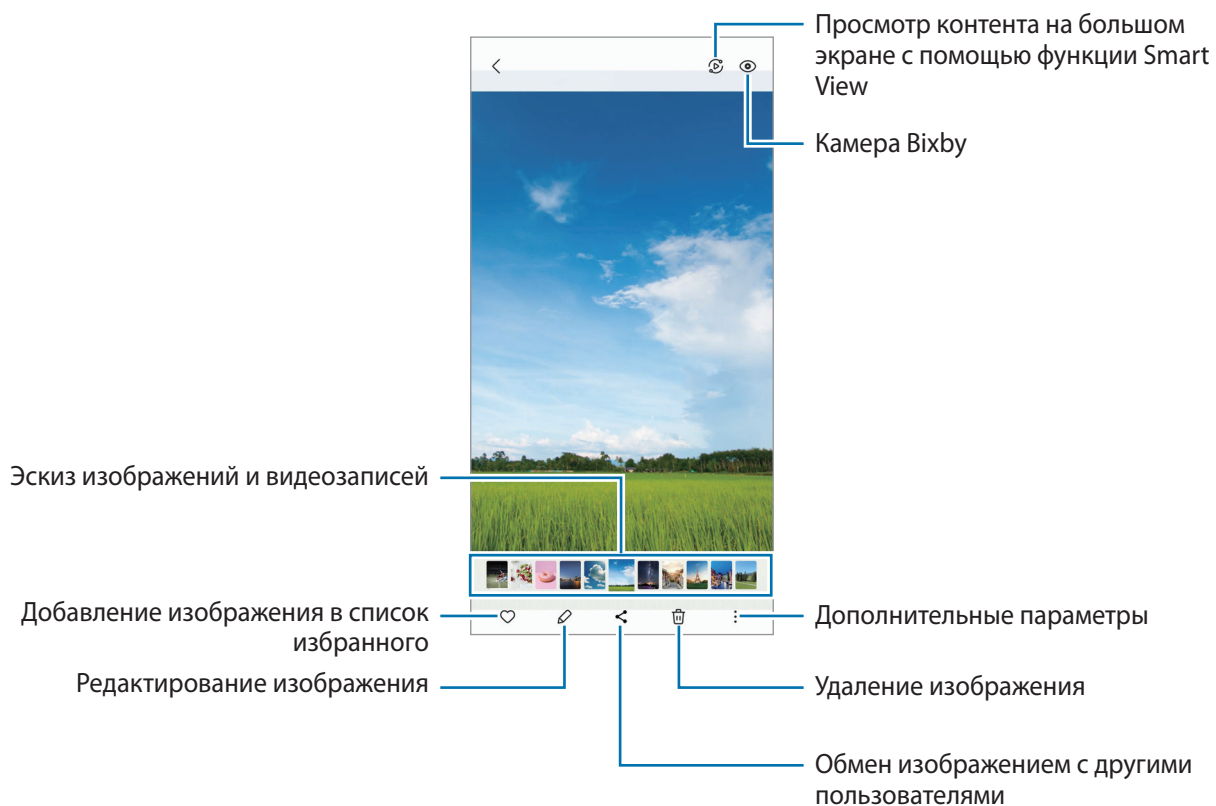 Просмотр контента на большом
экране с помощью функции Smart
View
Камера Bixby
Эскиз изображений и видеозаписей
Добавление изображения в список
избранного
Дополнительные параметры
Редактирование изображения
Удаление изображения
Обмен изображением с другими
пользователями